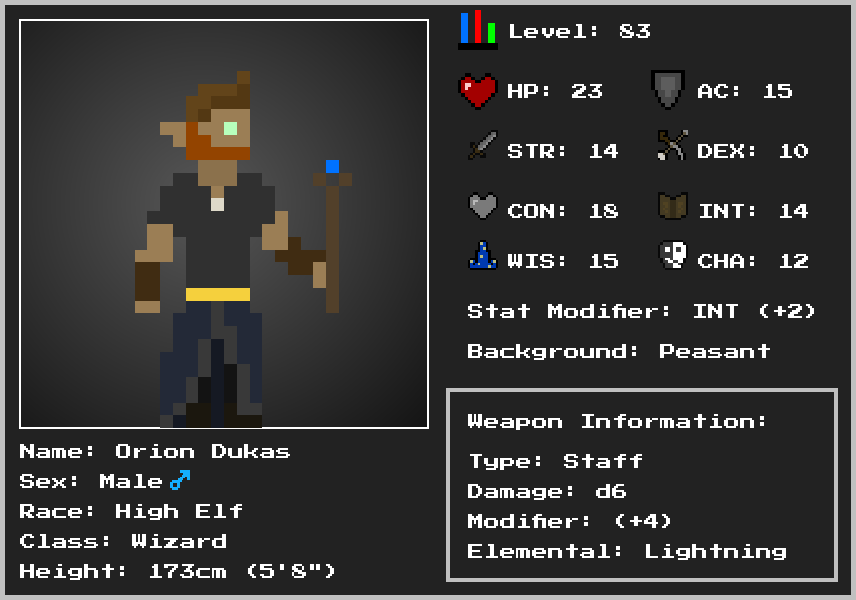 Level: 83
HP: 23
AC: 15
STR: 14
DEX: 10
CON: 18
INT: 14
WIS: 15
CHA: 12
Stat Modifier: INT (+2)
Background: Peasant
Name: Orion Dukas
Sex: Male♂
Race: High Elf
Class: Wizard
Height: 173cm (5'8")
Weapon Information:
Type: Staff
Damage: d6
Modifier: (+4)
Elemental: Lightning